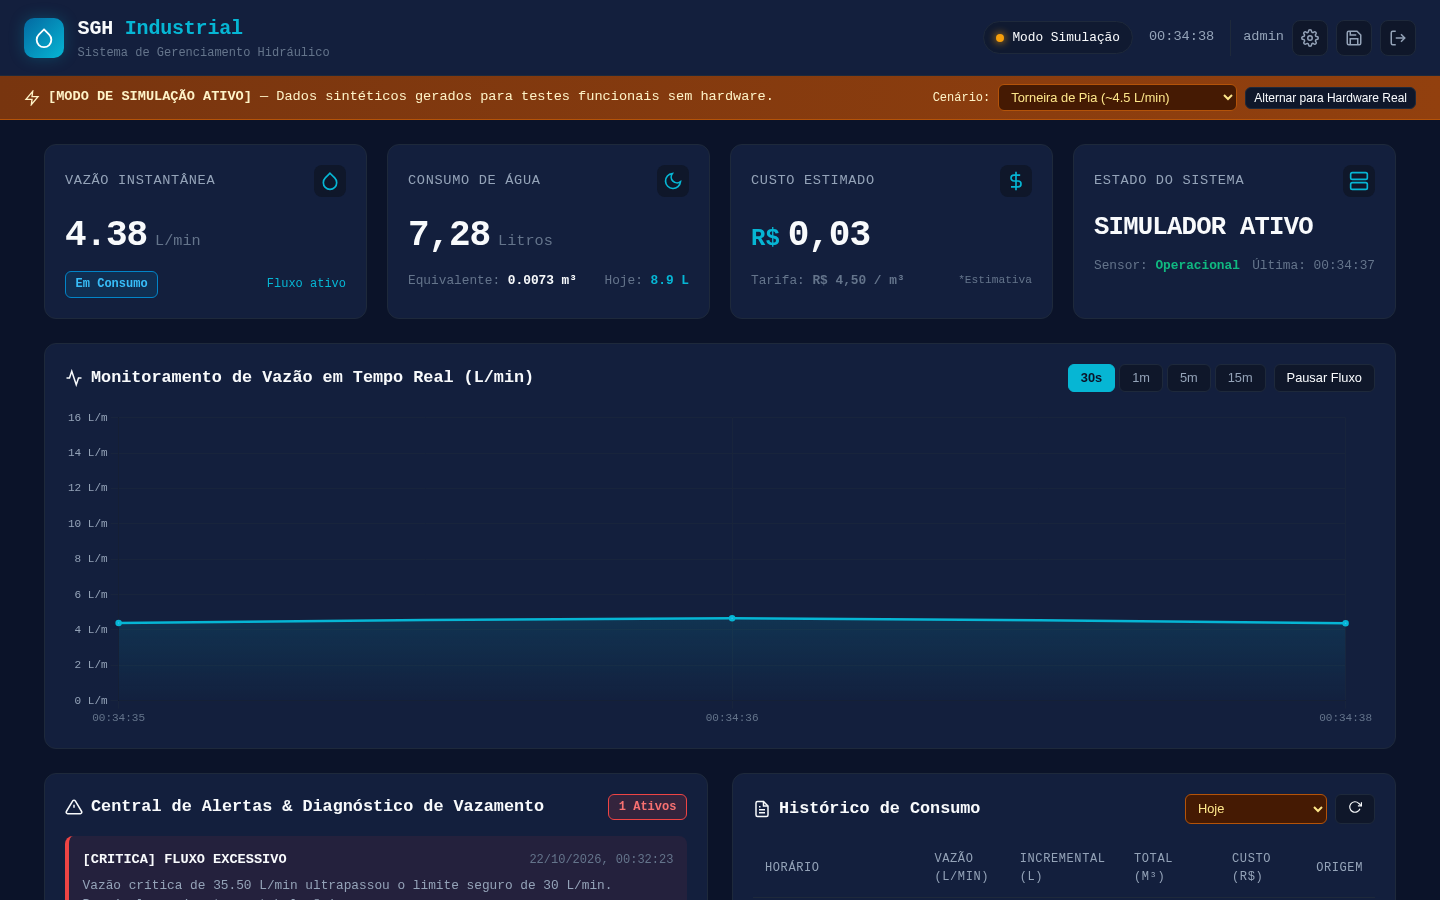 SGH Industrial
Sistema de Gerenciamento Hidráulico
Modo Simulação
00:34:38
admin
[MODO DE SIMULAÇÃO ATIVO] — Dados sintéticos gerados para testes funcionais sem hardware.
Cenário:
Torneira de Pia (~4.5 L/min)
Alternar para Hardware Real
VAZÃO INSTANTÂNEA
4.38 L/min
Em Consumo
Fluxo ativo
CONSUMO DE ÁGUA
7,28 Litros
Equivalente: 0.0073 m³
Hoje: 8.9 L
CUSTO ESTIMADO
R$ 0,03
Tarifa: R$ 4,50 / m³
*Estimativa
ESTADO DO SISTEMA
SIMULADOR ATIVO
Sensor: Operacional
Última: 00:34:37
Monitoramento de Vazão em Tempo Real (L/min)
30s
1m
5m
15m
Pausar Fluxo
16 L/m
14 L/m
12 L/m
10 L/m
8 L/m
6 L/m
4 L/m
2 L/m
0 L/m
00:34:35
00:34:36
00:34:38
Central de Alertas & Diagnóstico de Vazamento
1 Ativos
[CRITICA] FLUXO EXCESSIVO
22/10/2026, 00:32:23
Vazão crítica de 35.50 L/min ultrapassou o limite seguro de 30 L/min.
Histórico de Consumo
Hoje
HORÁRIO
VAZÃO (L/MIN)
INCREMENTAL (L)
TOTAL (M³)
CUSTO (R$)
ORIGEM